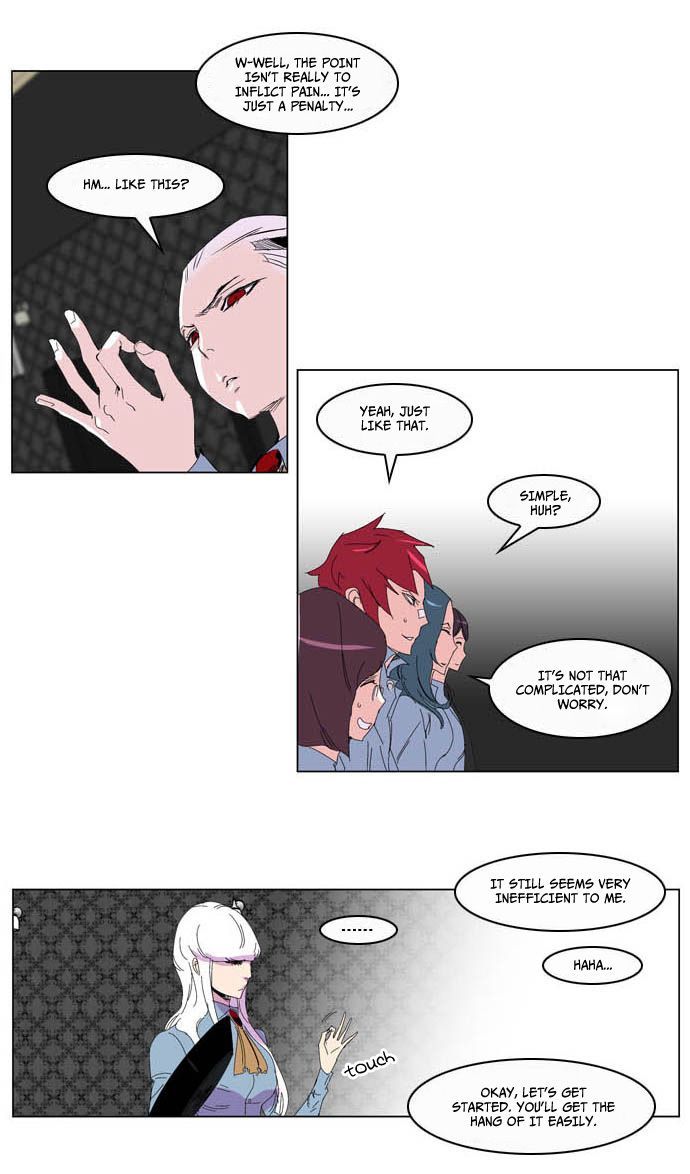 W-WELL, THE POINT
ISN'T REALLY TO
INFLICT PAIN... IT'S
JUST A PENALTY...
HM... LIKE THIS?
YEAH, JUST
LIKE THAT.
SIMPLE,
HUH?
IT'S NOT THAT
COMPLICATED, DON'T
WORRY.
IT STILL SEEMS VERY
INEFFICIENT TO ME.
......
HAHA...
touch
OKAY, LET'S GET
STARTED. YOU'LL GET THE
HANG OF IT EASILY.